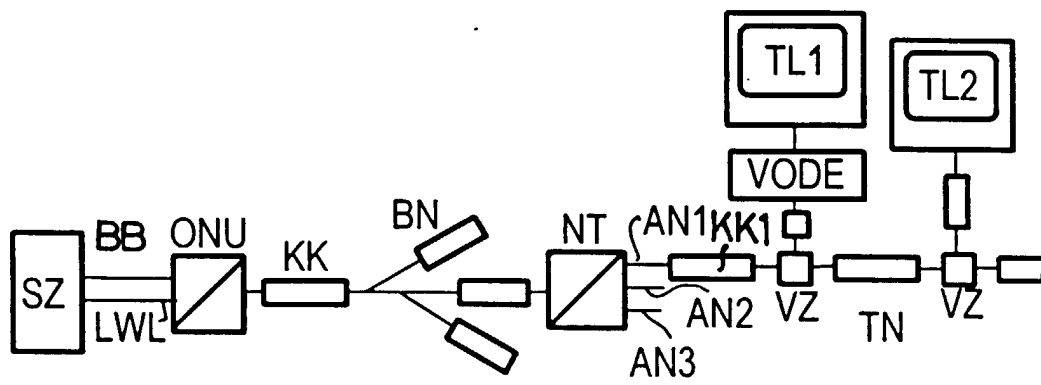 TL1
TL2
VODE
BN
AN1
KK1
BB
ONU
KK
NT
SZ
LWL
AN2
VZ
TN
VZ
AN3